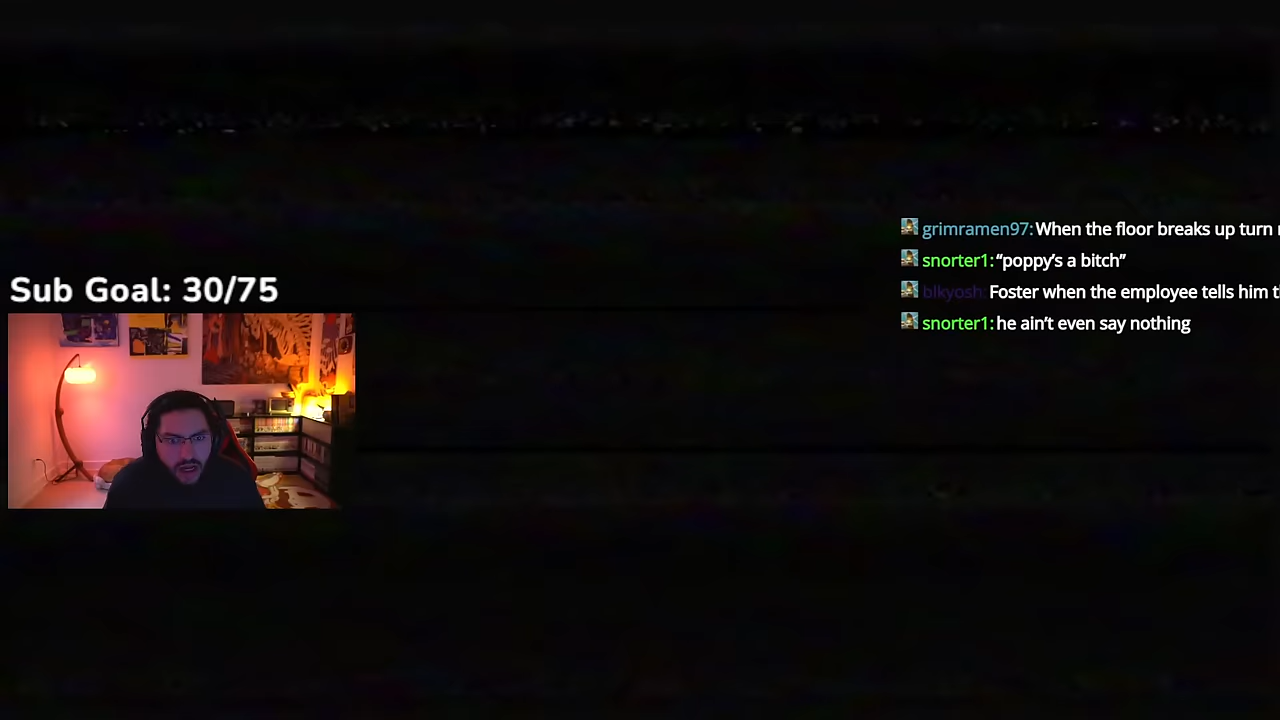 grimramen97: When the floor breaks up turn
snorter1: “poppy’s a bitch”
Sub Goal: 30/75
blkyosh: Foster when the employee tells him
snorter1: he ain’t even say nothing